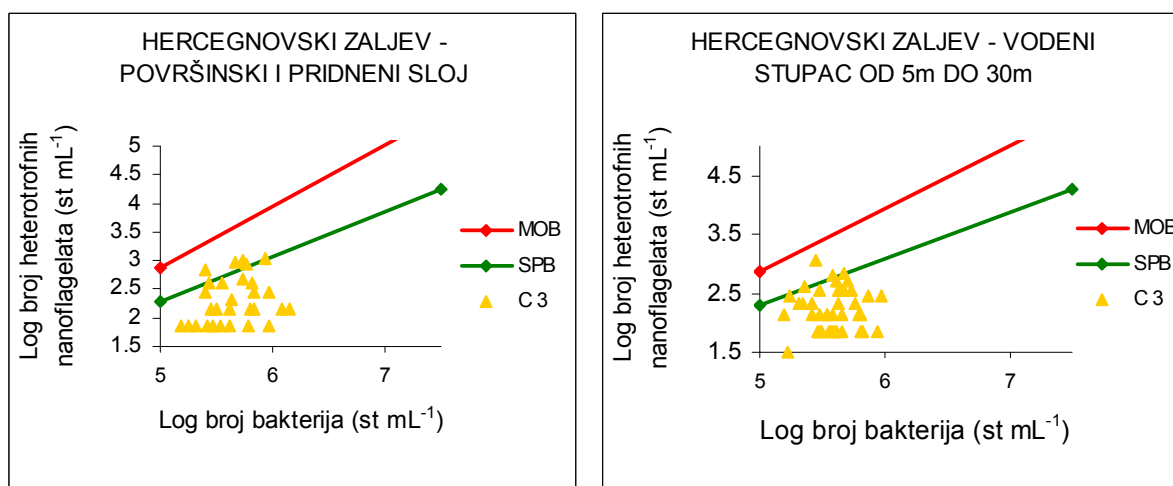 HERCEGNOVSKI ZALJEV -
POVRŠINSKI I PRIDNENI SLOJ
Log broj heterotrofnih
nanoflagelata (st mL⁻¹)
5
4.5
4
3.5
3
2.5
2
1.5
5
6
7
Log broj bakterija (st mL⁻¹)
MOB
SPB
C 3
HERCEGNOVSKI ZALJEV - VODENI
STUPAC OD 5m DO 30m
Log broj heterotrofnih
nanoflagelata (st mL⁻¹)
4.5
3.5
2.5
1.5
5
6
7
Log broj bakterija (st mL⁻¹)
MOB
SPB
C 3